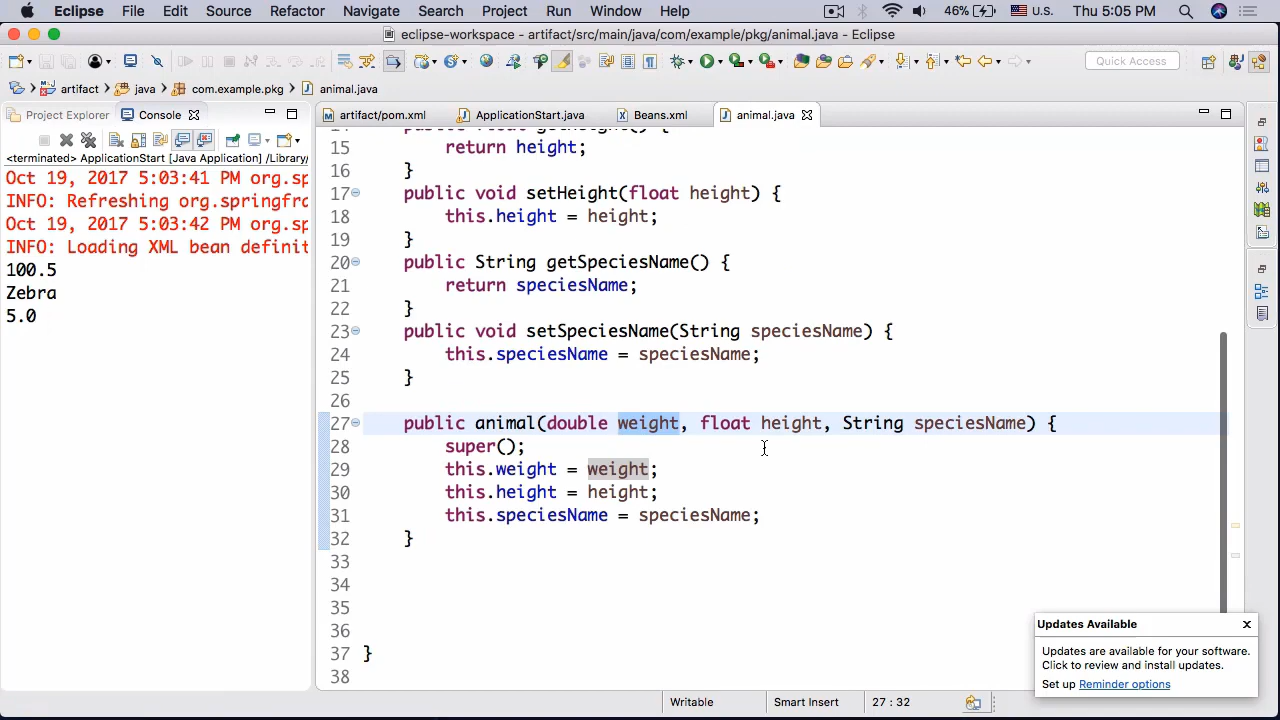 Eclipse File Edit Source Refactor Navigate Search Project Run Window Help 46% U.S. Thu 5:05 PM
eclipse-workspace - artifact/src/main/java/com/example/pkg/animal.java - Eclipse
Quick Access
artifact java com.example.pkg animal.java
Project Explorer Console
artifact/pom.xml ApplicationStart.java Beans.xml animal.java
<terminated> ApplicationStart [Java Application] /Library/
Oct 19, 2017 5:03:41 PM org.sp
INFO: Refreshing org.springfra
Oct 19, 2017 5:03:42 PM org.sp
INFO: Loading XML bean definit
100.5
Zebra
5.0
15 return height;
16 }
17 public void setHeight(float height) {
18 this.height = height;
19 }
20 public String getSpeciesName() {
21 return speciesName;
22 }
23 public void setSpeciesName(String speciesName) {
24 this.speciesName = speciesName;
25 }
26
27 public animal(double weight, float height, String speciesName) {
28 super();
29 this.weight = weight;
30 this.height = height;
31 this.speciesName = speciesName;
32 }
33
34
35
36
37 }
38
Updates Available
Updates are available for your software.
Click to review and install updates.
Set up Reminder options
Writable Smart Insert 27 : 32